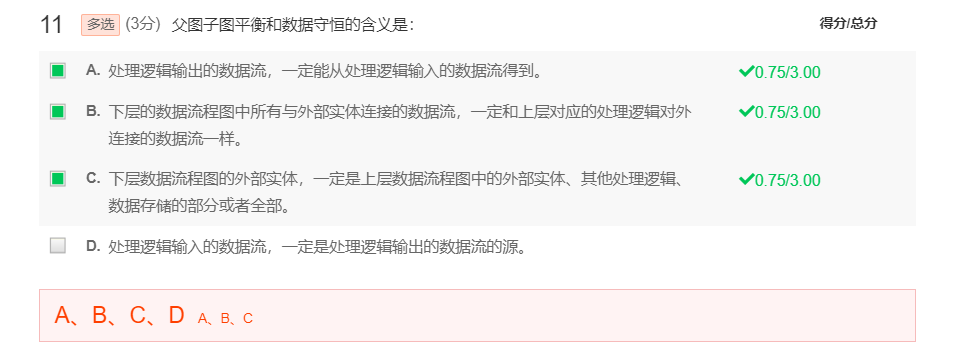 11 多选 (3分) 父图子图平衡和数据守恒的含义是： 得分/总分
A. 处理逻辑输出的数据流，一定能从处理逻辑输入的数据流得到。 0.75/3.00
B. 下层的数据流程图中所有与外部实体连接的数据流，一定和上层对应的处理逻辑对外 0.75/3.00
连接的数据流一样。
C. 下层数据流程图的外部实体，一定是上层数据流程图中的外部实体、其他处理逻辑、 0.75/3.00
数据存储的部分或者全部。
D. 处理逻辑输入的数据流，一定是处理逻辑输出的数据流的源。
A、B、C、D A、B、C